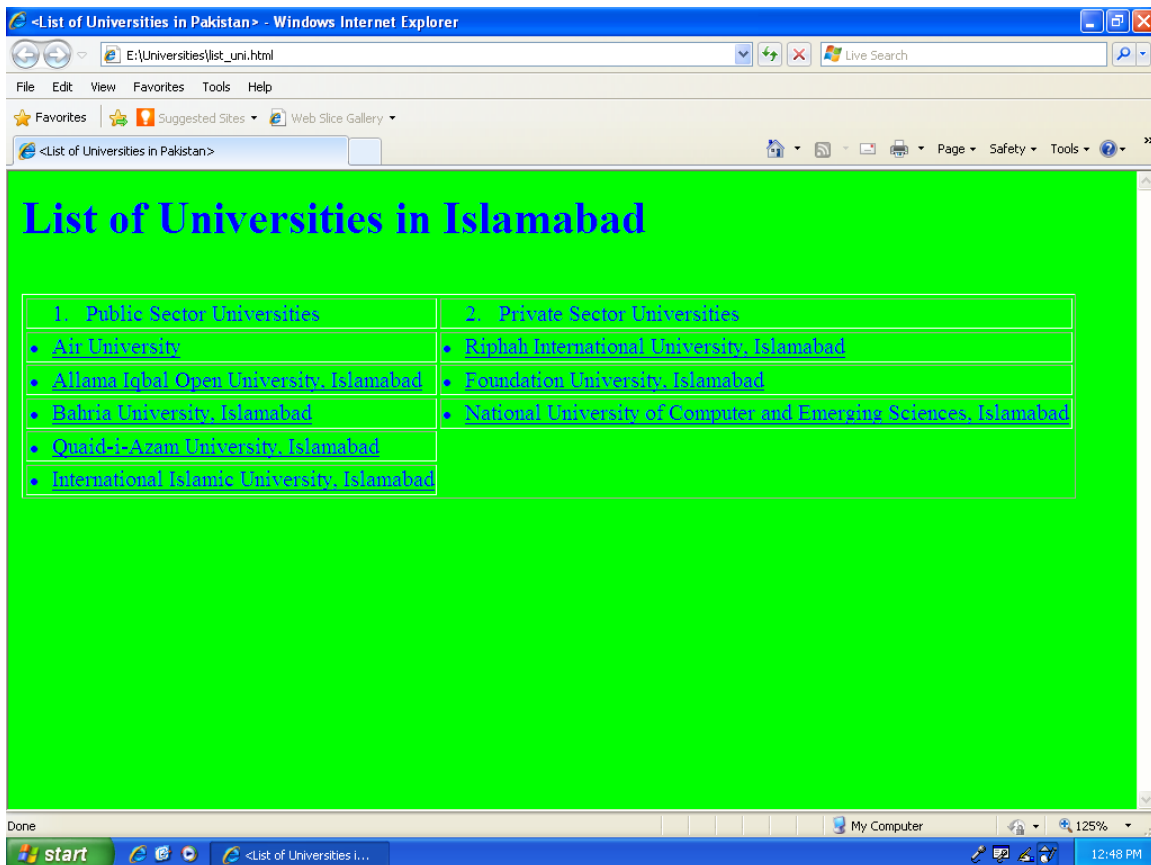 <List of Universities in Pakistan> - Windows Internet Explorer
E:\Universities\list_uni.html
Live Search
File Edit View Favorites Tools Help
Favorites Suggested Sites Web Slice Gallery
<List of Universities in Pakistan>
Page Safety Tools
List of Universities in Islamabad
1. Public Sector Universities 2. Private Sector Universities
• Air University • Riphah International University, Islamabad
• Allama Iqbal Open University, Islamabad • Foundation University, Islamabad
• Bahria University, Islamabad • National University of Computer and Emerging Sciences, Islamabad
• Quaid-i-Azam University, Islamabad
• International Islamic University, Islamabad
Done My Computer 125%
start <List of Universities i... 12:48 PM